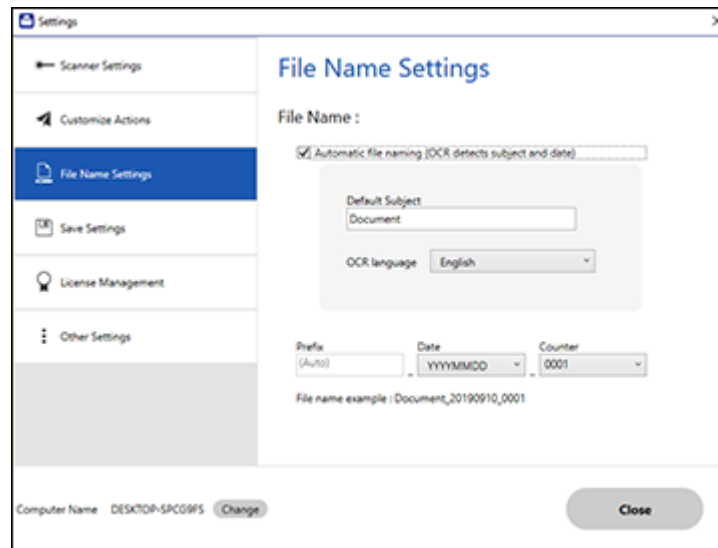 Settings
Scanner Settings
Customize Actions
File Name Settings
Save Settings
License Management
Other Settings
File Name Settings
File Name :
Automatic file naming (OCR detects subject and date)
Default Subject
Document
OCR language English
Prefix Date Counter
(Auto) _ YYYYMMDD _ 0001
File name example : Document_20190910_0001
Computer Name DESKTOP-SPCG9FS Change
Close